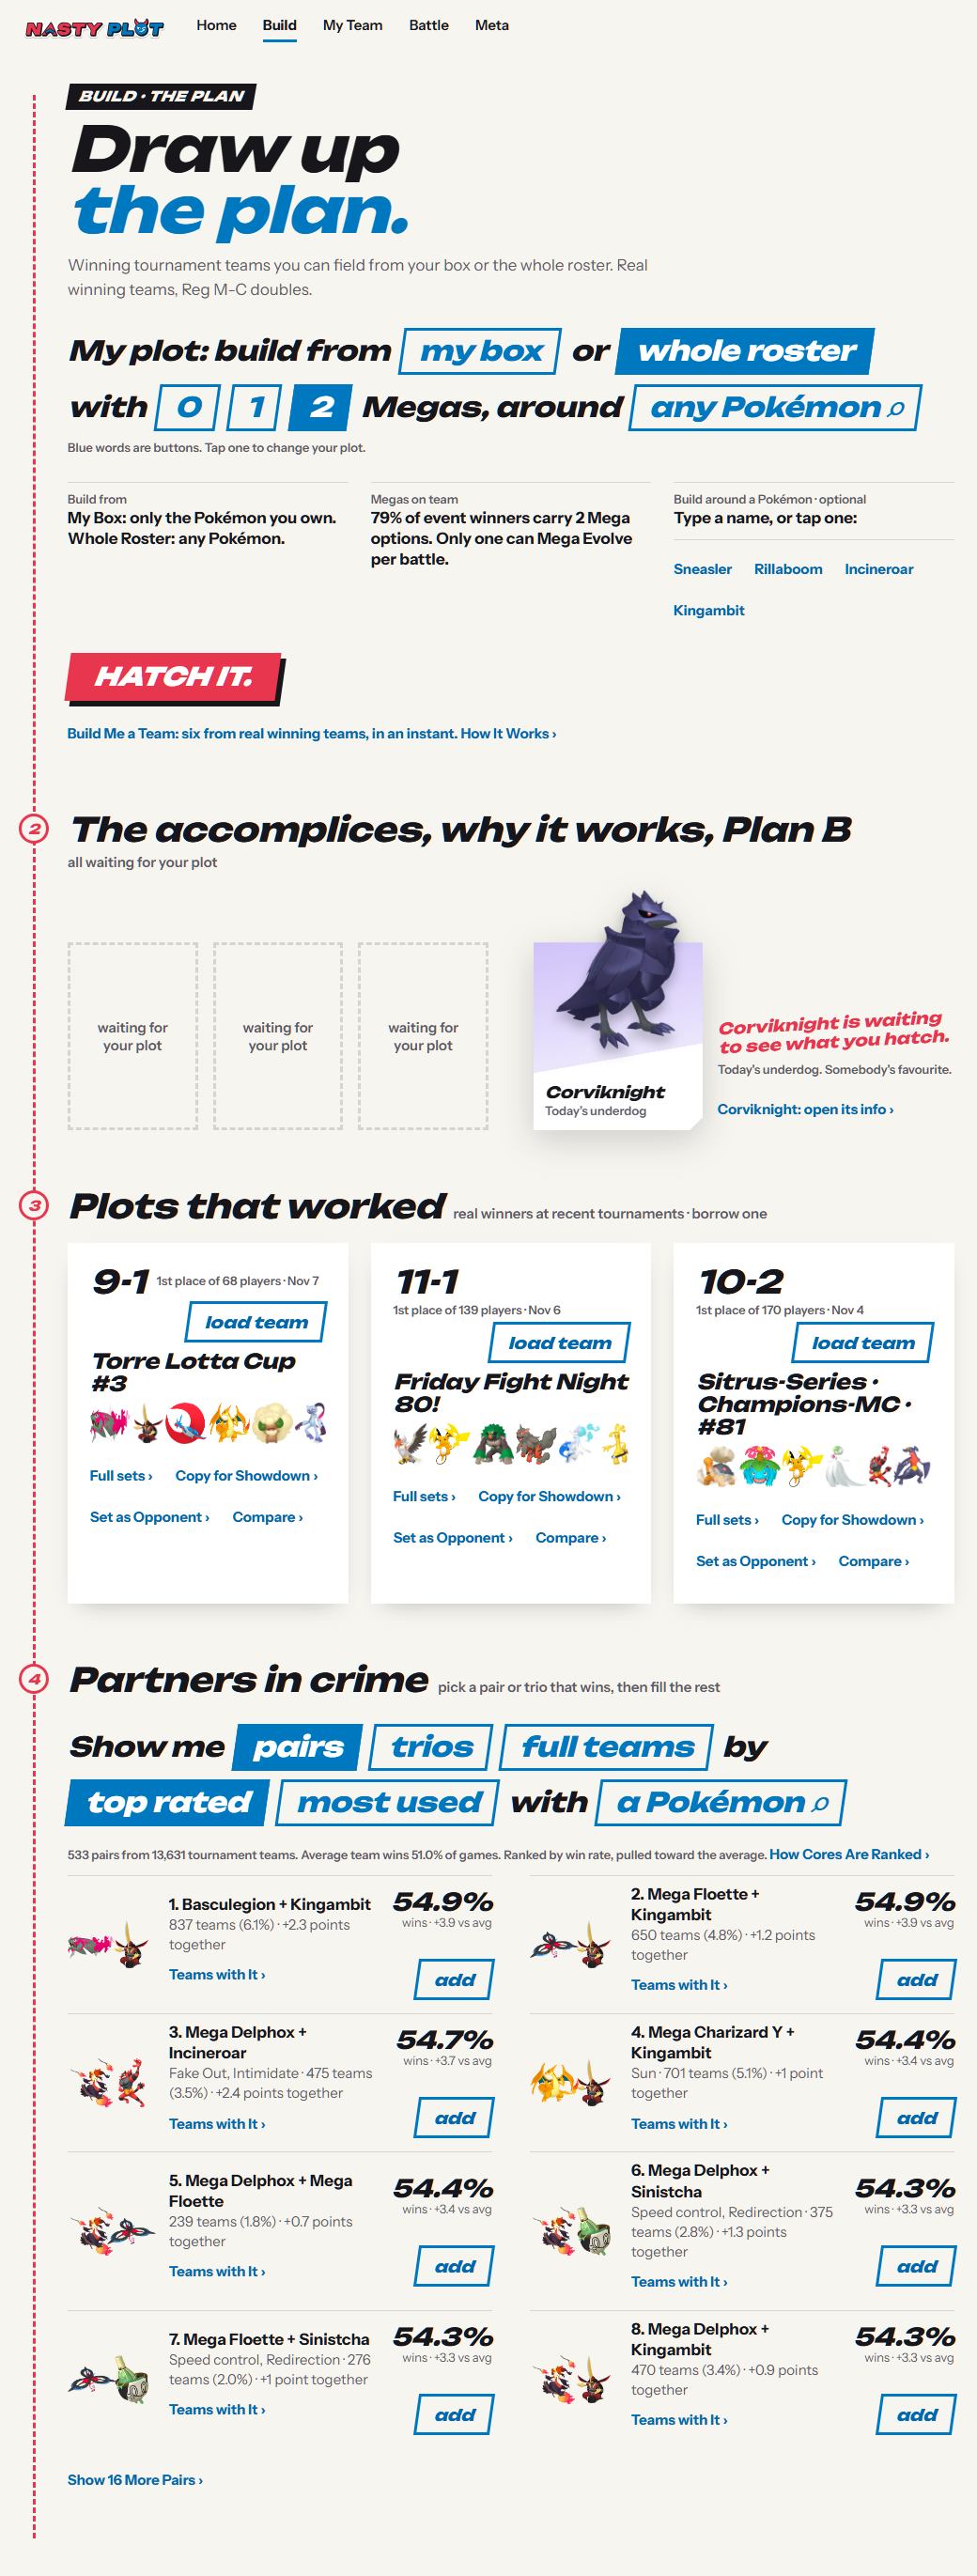 NASTY PLOT
Home
Build
My Team
Battle
Meta
BUILD · THE PLAN
Draw up
the plan.
Winning tournament teams you can field from your box or the whole roster. Real
winning teams, Reg M-C doubles.
My plot: build from my box or whole roster
with 0 1 2 Megas, around any Pokémon
Blue words are buttons. Tap one to change your plot.
Build from
My Box: only the Pokémon you own.
Whole Roster: any Pokémon.
Megas on team
79% of event winners carry 2 Mega
options. Only one can Mega Evolve
per battle.
Build around a Pokémon · optional
Type a name, or tap one:
Sneasler Rillaboom Incineroar
Kingambit
HATCH IT.
Build Me a Team: six from real winning teams, in an instant. How It Works ›
2
The accomplices, why it works, Plan B
all waiting for your plot
waiting for
your plot
waiting for
your plot
waiting for
your plot
Corviknight
Today's underdog
Corviknight is waiting
to see what you hatch.
Today's underdog. Somebody's favourite.
Corviknight: open its info ›
3
Plots that worked real winners at recent tournaments · borrow one
9-1 1st place of 68 players · Nov 7
load team
Torre Lotta Cup
#3
Full sets › Copy for Showdown ›
Set as Opponent › Compare ›
11-1
1st place of 139 players · Nov 6
load team
Friday Fight Night
80!
Full sets › Copy for Showdown ›
Set as Opponent › Compare ›
10-2
1st place of 170 players · Nov 4
load team
Sitrus-Series ·
Champions-MC ·
#81
Full sets › Copy for Showdown ›
Set as Opponent › Compare ›
4
Partners in crime pick a pair or trio that wins, then fill the rest
Show me pairs trios full teams by
top rated most used with a Pokémon
533 pairs from 13,631 tournament teams. Average team wins 51.0% of games. Ranked by win rate, pulled toward the average. How Cores Are Ranked ›
1. Basculegion + Kingambit
837 teams (6.1%) · +2.3 points
together
Teams with It ›
54.9%
wins · +3.9 vs avg
add
2. Mega Floette +
Kingambit
650 teams (4.8%) · +1.2 points
together
Teams with It ›
54.9%
wins · +3.9 vs avg
add
3. Mega Delphox +
Incineroar
Fake Out, Intimidate · 475 teams
(3.5%) · +2.4 points together
Teams with It ›
54.7%
wins · +3.7 vs avg
add
4. Mega Charizard Y +
Kingambit
Sun · 701 teams (5.1%) · +1 point
together
Teams with It ›
54.4%
wins · +3.4 vs avg
add
5. Mega Delphox + Mega
Floette
239 teams (1.8%) · +0.7 points
together
Teams with It ›
54.4%
wins · +3.4 vs avg
add
6. Mega Delphox +
Sinistcha
Speed control, Redirection · 375
teams (2.8%) · +1.3 points
together
Teams with It ›
54.3%
wins · +3.3 vs avg
add
7. Mega Floette + Sinistcha
Speed control, Redirection · 276
teams (2.0%) · +1 point together
Teams with It ›
54.3%
wins · +3.3 vs avg
add
8. Mega Delphox +
Kingambit
470 teams (3.4%) · +0.9 points
together
Teams with It ›
54.3%
wins · +3.3 vs avg
add
Show 16 More Pairs ›